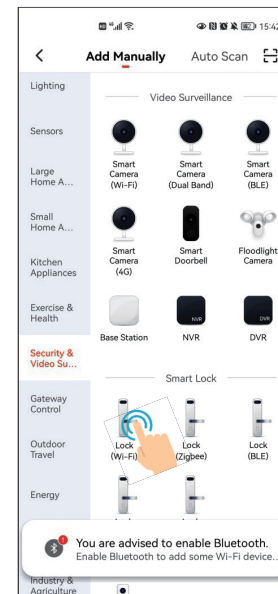 15:42
Add Manually Auto Scan
Lighting
Sensors
Large
Home A...
Small
Home A...
Kitchen
Appliances
Exercise &
Health
Security &
Video Su...
Gateway
Control
Outdoor
Travel
Energy
Industry &
Agriculture
Video Surveillance
Smart
Camera
(Wi-Fi)
Smart
Camera
(Dual Band)
Smart
Camera
(BLE)
Smart
Camera
(4G)
Smart
Doorbell
Floodlight
Camera
NVR
DVR
Base Station
NVR
DVR
Smart Lock
Lock
(Wi-Fi)
Lock
(Zigbee)
Lock
(BLE)
You are advised to enable Bluetooth.
Enable Bluetooth to add some Wi-Fi device...